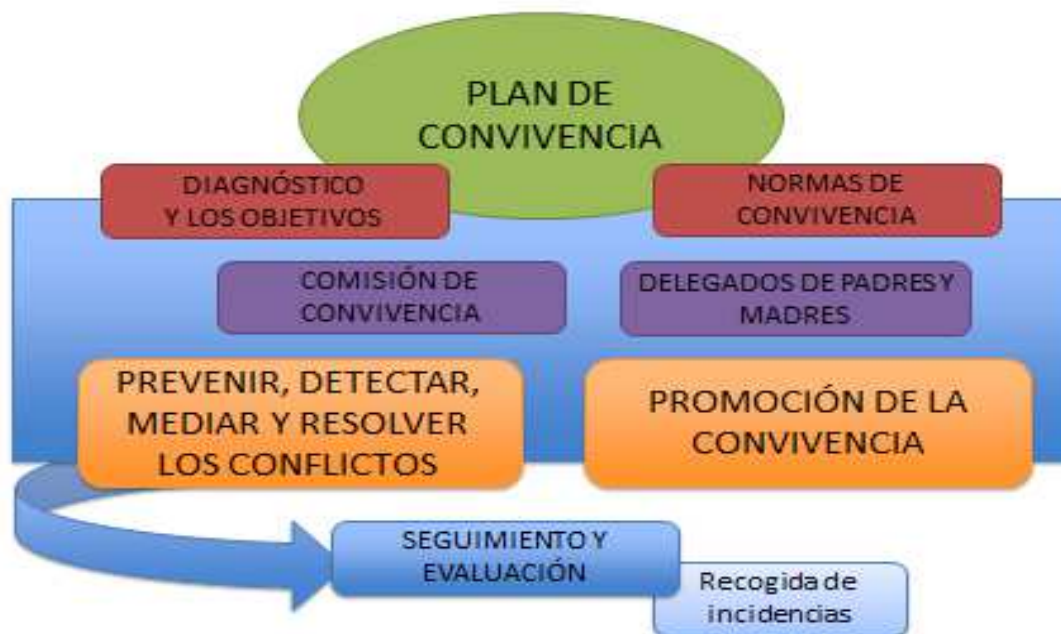 PLAN DE
CONVIVENCIA
DIAGNÓSTICO
Y LOS OBJETIVOS
NORMAS DE
CONVIVENCIA
COMISIÓN DE
CONVIVENCIA
DELEGADOS DE PADRES Y
MADRES
PREVENIR, DETECTAR,
MEDIAR Y RESOLVER
LOS CONFLICTOS
PROMOCIÓN DE LA
CONVIVENCIA
SEGUIMIENTO Y
EVALUACIÓN
Recogida de
incidencias